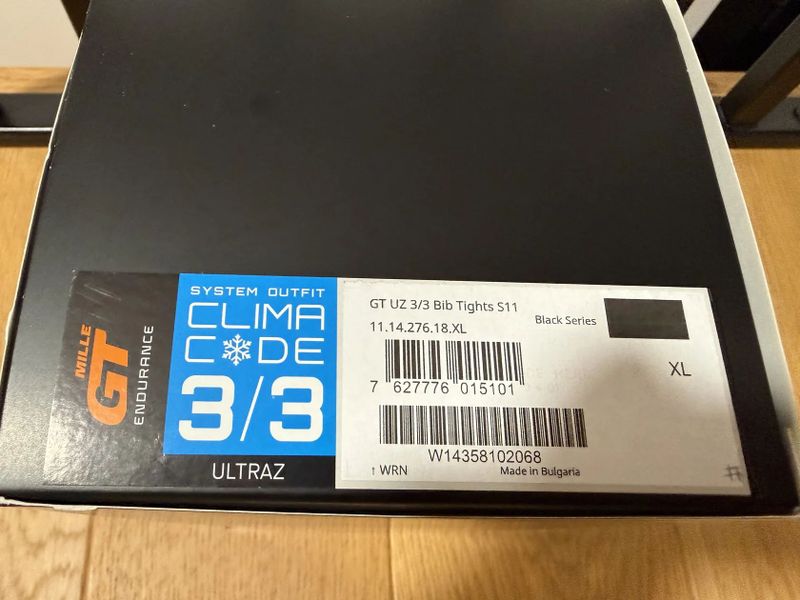 MILLE
GT
ENDURANCE
SYSTEM OUTFIT
CLIMA
CODE
3/3
ULTRAZ
GT UZ 3/3 Bib Tights S11
11.14.276.18.XL
Black Series
XL
7 627776 015101
W14358102068
↑ WRN
Made in Bulgaria
#